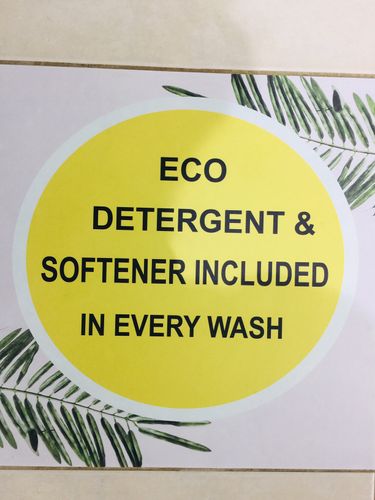 ECO
DETERGENT &
SOFTENER INCLUDED
IN EVERY WASH